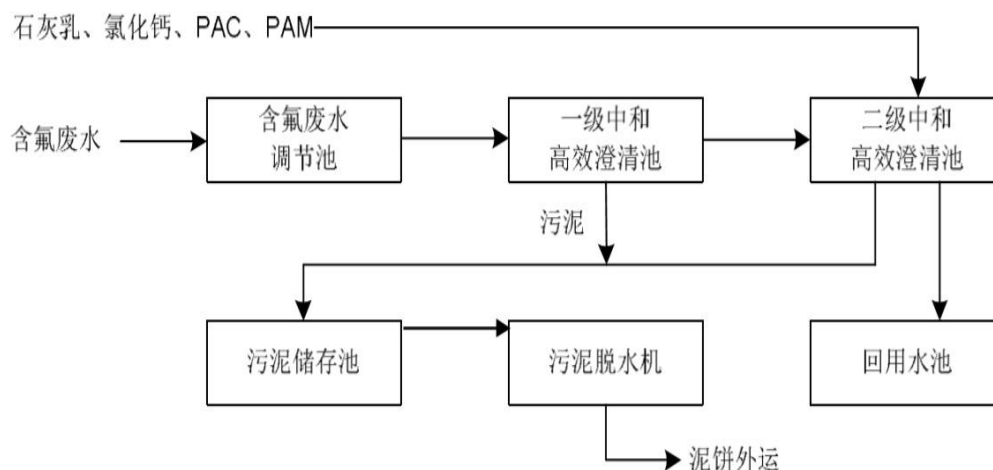 石灰乳、氯化钙、PAC、PAM
含氟废水
含氟废水
调节池
一级中和
高效澄清池
二级中和
高效澄清池
污泥
污泥储存池
污泥脱水机
回用水池
泥饼外运